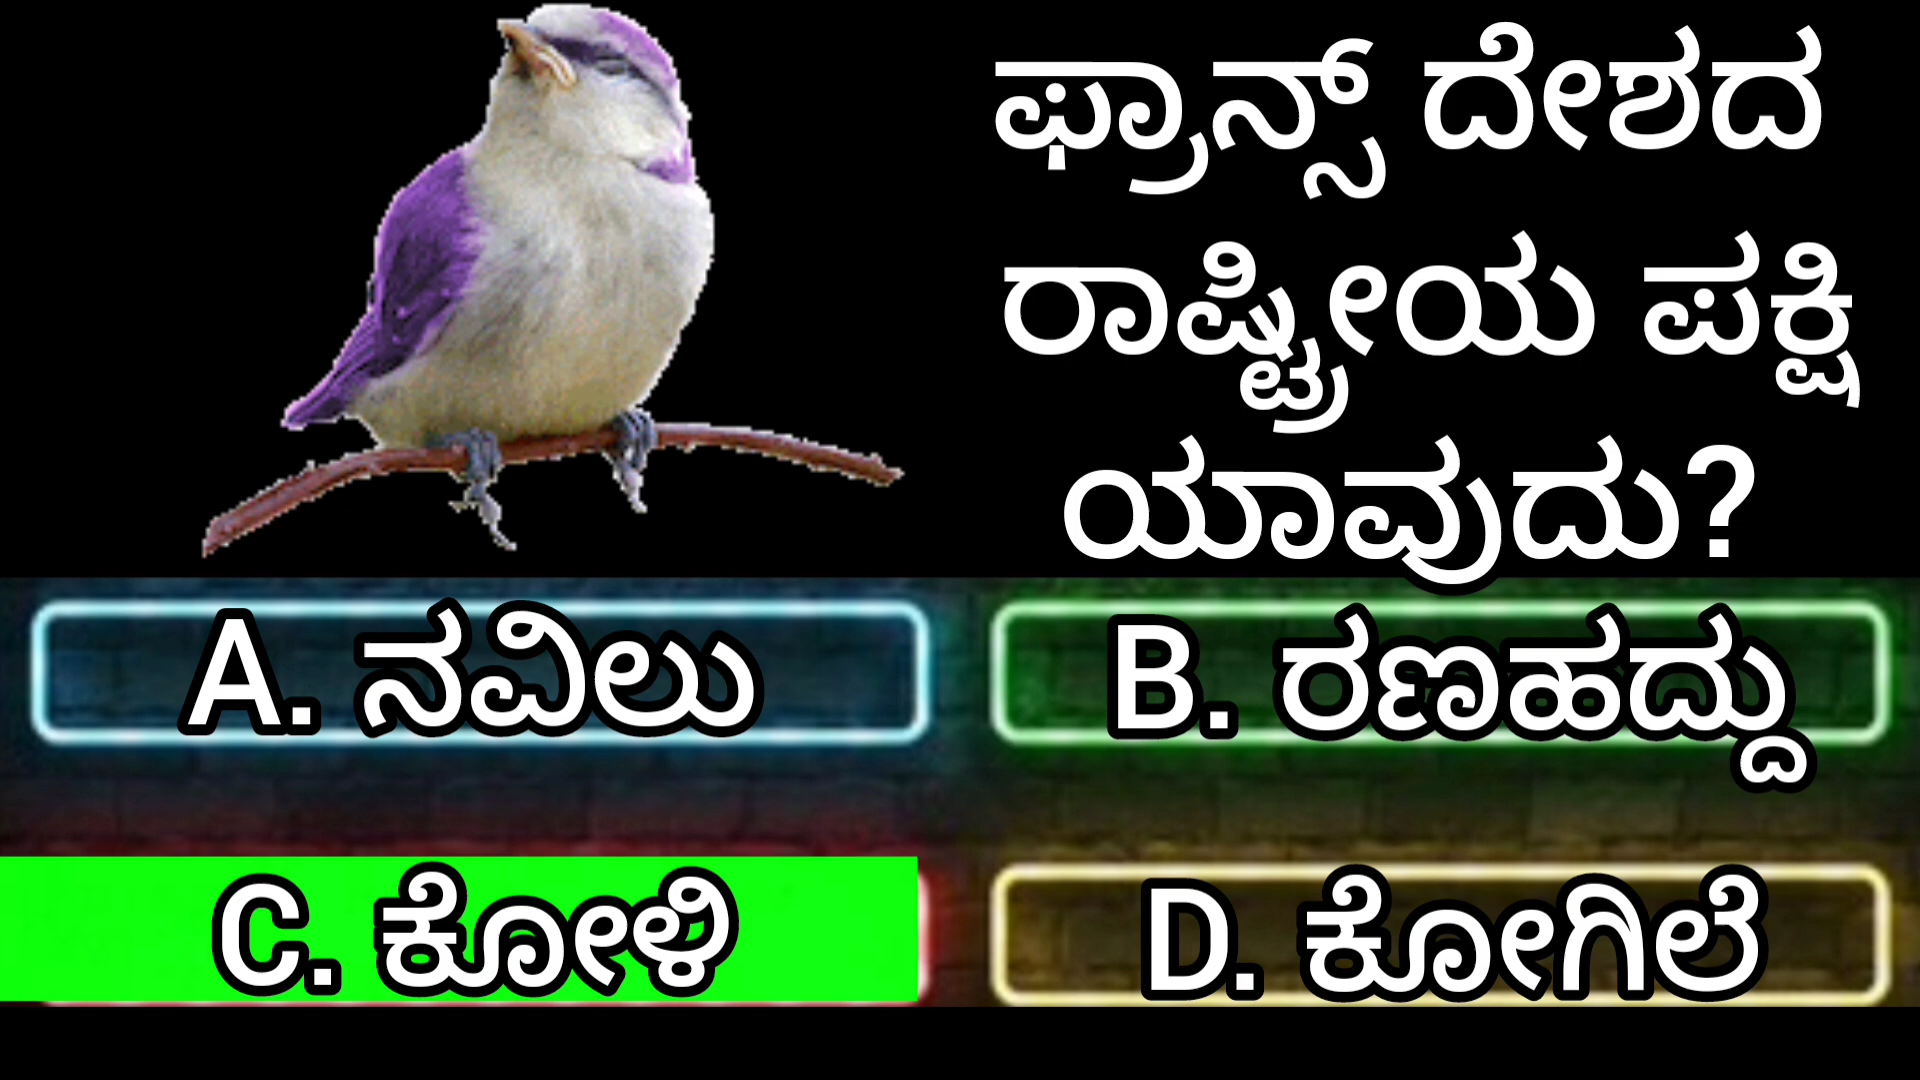 ಫ್ರಾನ್ಸ್ ದೇಶದ
ರಾಷ್ಟ್ರೀಯ ಪಕ್ಷಿ
ಯಾವುದು?
A. ನವಿಲು
B. ರಣಹದ್ದು
C. ಕೋಳಿ
D. ಕೋಗಿಲೆ